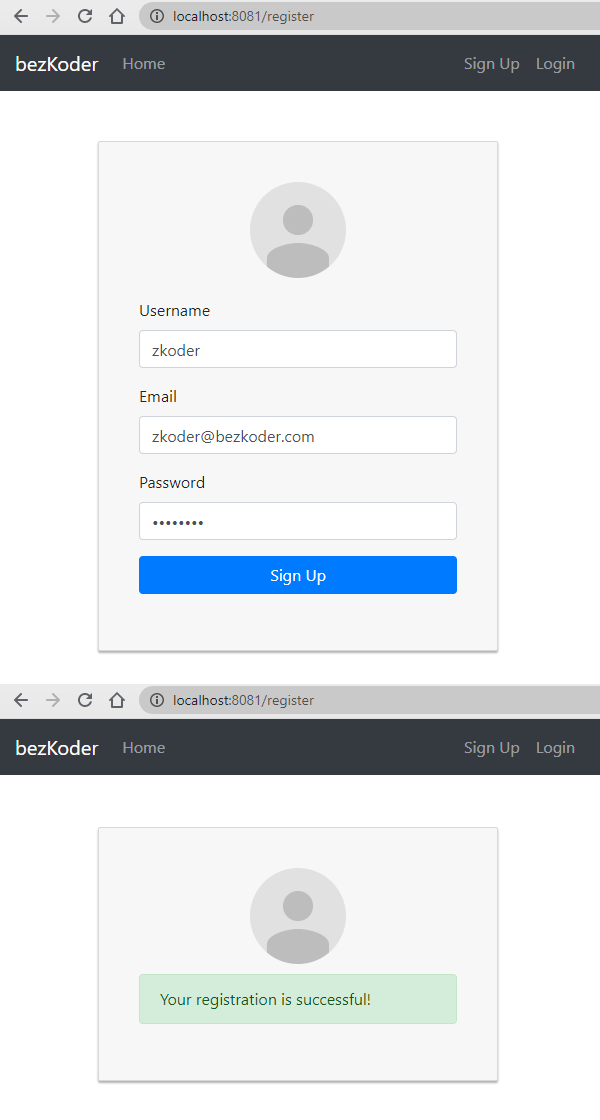 localhost:8081/register
bezKoder Home Sign Up Login
Username
zkoder
Email
zkoder@bezkoder.com
Password
••••••••
Sign Up
localhost:8081/register
bezKoder Home Sign Up Login
Your registration is successful!